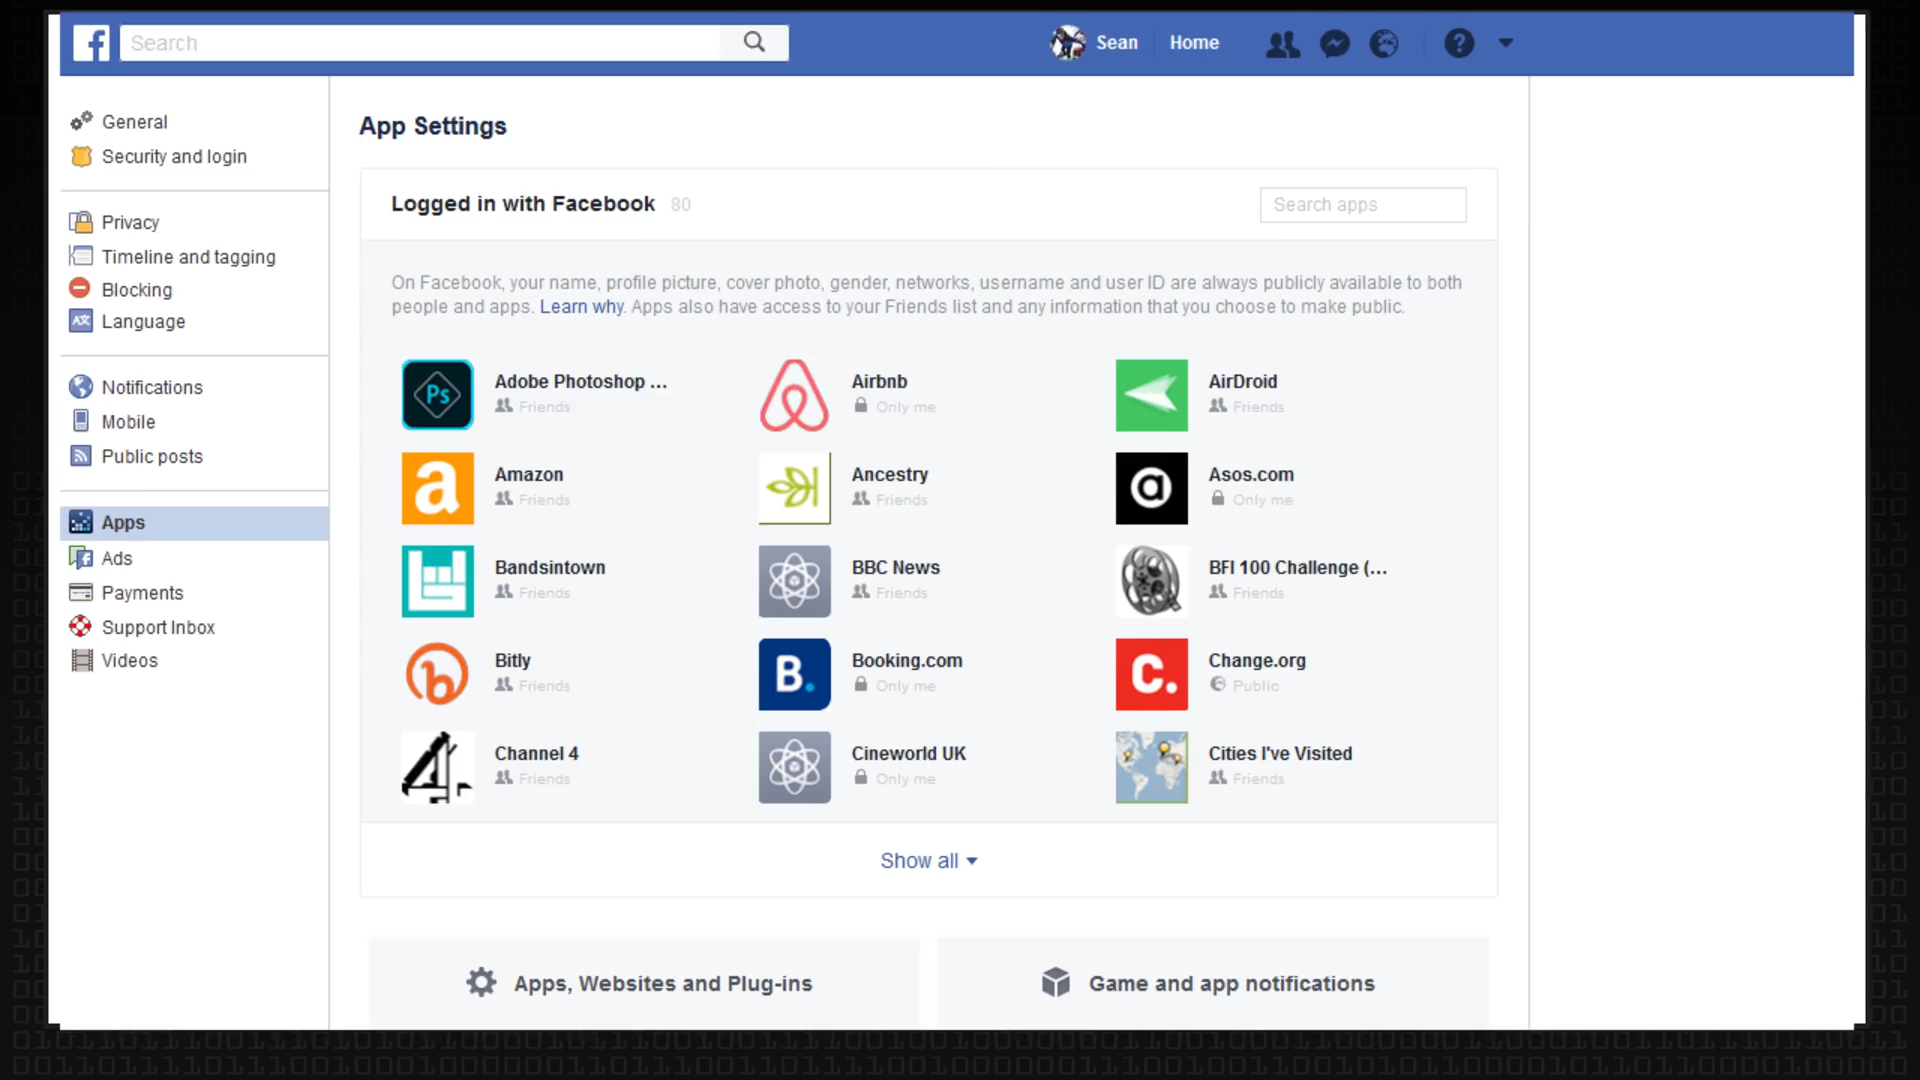 Search
Sean Home
General
Security and login
Privacy
Timeline and tagging
Blocking
Language
Notifications
Mobile
Public posts
Apps
Ads
Payments
Support Inbox
Videos
App Settings
Logged in with Facebook 80
Search apps
On Facebook, your name, profile picture, cover photo, gender, networks, username and user ID are always publicly available to both
people and apps. Learn why. Apps also have access to your Friends list and any information that you choose to make public.
Ps
Adobe Photoshop ...
Friends
Airbnb
Only me
AirDroid
Friends
a
Amazon
Friends
Ancestry
Friends
a
Asos.com
Only me
Bandsintown
Friends
BBC News
Friends
BFI 100 Challenge (...
Friends
b
Bitly
Friends
B.
Booking.com
Only me
C.
Change.org
Public
4
Channel 4
Friends
Cineworld UK
Only me
Cities I've Visited
Friends
Show all
Apps, Websites and Plug-ins
Game and app notifications